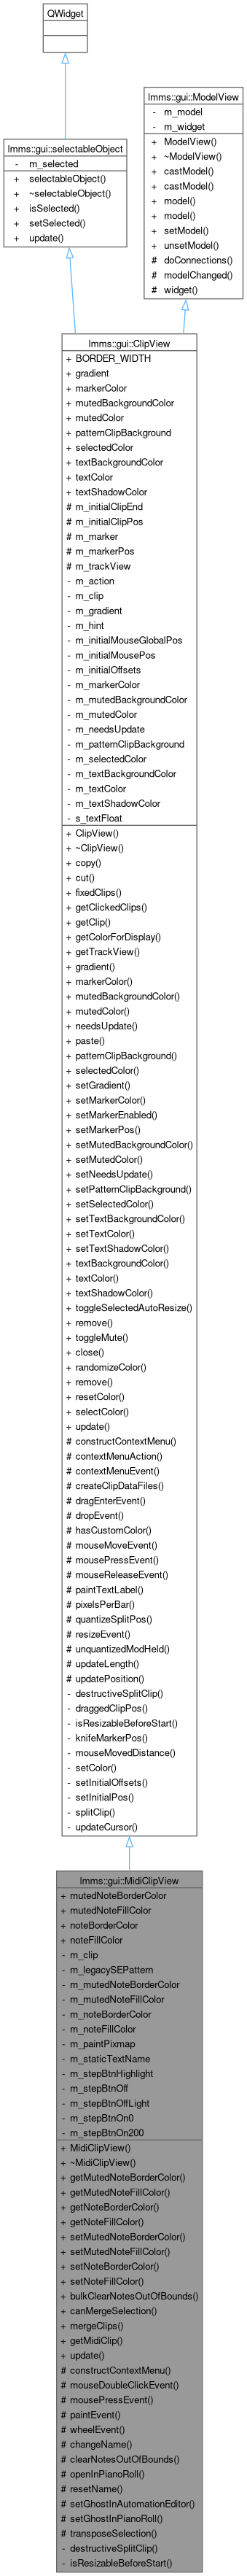 QWidget
lmms::gui::selectableObject
- m_selected
+ selectableObject()
+ ~selectableObject()
+ isSelected()
+ setSelected()
+ update()
lmms::gui::ModelView
- m_model
- m_widget
+ ModelView()
+ ~ModelView()
+ castModel()
+ castModel()
+ model()
+ model()
+ setModel()
+ unsetModel()
# doConnections()
# modelChanged()
# widget()
lmms::gui::ClipView
+ BORDER_WIDTH
+ gradient
+ markerColor
+ mutedBackgroundColor
+ mutedColor
+ patternClipBackground
+ selectedColor
+ textBackgroundColor
+ textColor
+ textShadowColor
# m_initialClipEnd
# m_initialClipPos
# m_marker
# m_markerPos
# m_trackView
- m_action
- m_clip
- m_gradient
- m_hint
- m_initialMouseGlobalPos
- m_initialMousePos
- m_initialOffsets
- m_markerColor
- m_mutedBackgroundColor
- m_mutedColor
- m_needsUpdate
- m_patternClipBackground
- m_selectedColor
- m_textBackgroundColor
- m_textColor
- m_textShadowColor
- s_textFloat
+ ClipView()
+ ~ClipView()
+ copy()
+ cut()
+ fixedClips()
+ getClickedClips()
+ getClip()
+ getColorForDisplay()
+ getTrackView()
+ gradient()
+ markerColor()
+ mutedBackgroundColor()
+ mutedColor()
+ needsUpdate()
+ paste()
+ patternClipBackground()
+ selectedColor()
+ setGradient()
+ setMarkerColor()
+ setMarkerEnabled()
+ setMarkerPos()
+ setMutedBackgroundColor()
+ setMutedColor()
+ setNeedsUpdate()
+ setPatternClipBackground()
+ setSelectedColor()
+ setTextBackgroundColor()
+ setTextColor()
+ setTextShadowColor()
+ textBackgroundColor()
+ textColor()
+ textShadowColor()
+ toggleSelectedAutoResize()
+ remove()
+ toggleMute()
+ close()
+ randomizeColor()
+ remove()
+ resetColor()
+ selectColor()
+ update()
# constructContextMenu()
# contextMenuAction()
# contextMenuEvent()
# createClipDataFiles()
# dragEnterEvent()
# dropEvent()
# hasCustomColor()
# mouseMoveEvent()
# mousePressEvent()
# mouseReleaseEvent()
# paintTextLabel()
# pixelsPerBar()
# quantizeSplitPos()
# resizeEvent()
# unquantizedModHeld()
# updateLength()
# updatePosition()
- destructiveSplitClip()
- draggedClipPos()
- isResizableBeforeStart()
- knifeMarkerPos()
- mouseMovedDistance()
- setColor()
- setInitialOffsets()
- setInitialPos()
- splitClip()
- updateCursor()
lmms::gui::MidiClipView
+ mutedNoteBorderColor
+ mutedNoteFillColor
+ noteBorderColor
+ noteFillColor
- m_clip
- m_legacySEPattern
- m_mutedNoteBorderColor
- m_mutedNoteFillColor
- m_noteBorderColor
- m_noteFillColor
- m_paintPixmap
- m_staticTextName
- m_stepBtnHighlight
- m_stepBtnOff
- m_stepBtnOffLight
- m_stepBtnOn0
- m_stepBtnOn200
+ MidiClipView()
+ ~MidiClipView()
+ getMutedNoteBorderColor()
+ getMutedNoteFillColor()
+ getNoteBorderColor()
+ getNoteFillColor()
+ setMutedNoteBorderColor()
+ setMutedNoteFillColor()
+ setNoteBorderColor()
+ setNoteFillColor()
+ bulkClearNotesOutOfBounds()
+ canMergeSelection()
+ mergeClips()
+ getMidiClip()
+ update()
# constructContextMenu()
# mouseDoubleClickEvent()
# mousePressEvent()
# paintEvent()
# wheelEvent()
# changeName()
# clearNotesOutOfBounds()
# openInPianoRoll()
# resetName()
# setGhostInAutomationEditor()
# setGhostInPianoRoll()
# transposeSelection()
- destructiveSplitClip()
- isResizableBeforeStart()